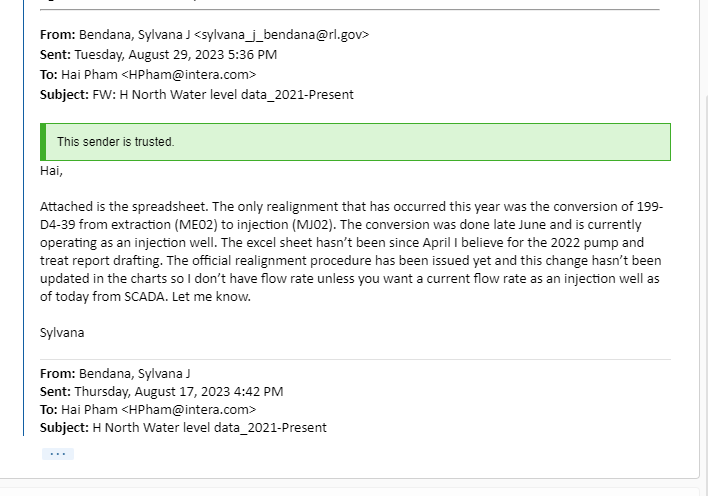 From: Bendana, Sylvana J <sylvana_j_bendana@rl.gov>
Sent: Tuesday, August 29, 2023 5:36 PM
To: Hai Pham <HPham@intera.com>
Subject: FW: H North Water level data_2021-Present
This sender is trusted.
Hai,
Attached is the spreadsheet. The only realignment that has occurred this year was the conversion of 199-
D4-39 from extraction (ME02) to injection (MJ02). The conversion was done late June and is currently
operating as an injection well. The excel sheet hasn't been since April I believe for the 2022 pump and
treat report drafting. The official realignment procedure has been issued yet and this change hasn't been
updated in the charts so I don't have flow rate unless you want a current flow rate as an injection well as
of today from SCADA. Let me know.
Sylvana
From: Bendana, Sylvana J
Sent: Thursday, August 17, 2023 4:42 PM
To: Hai Pham <HPham@intera.com>
Subject: H North Water level data_2021-Present